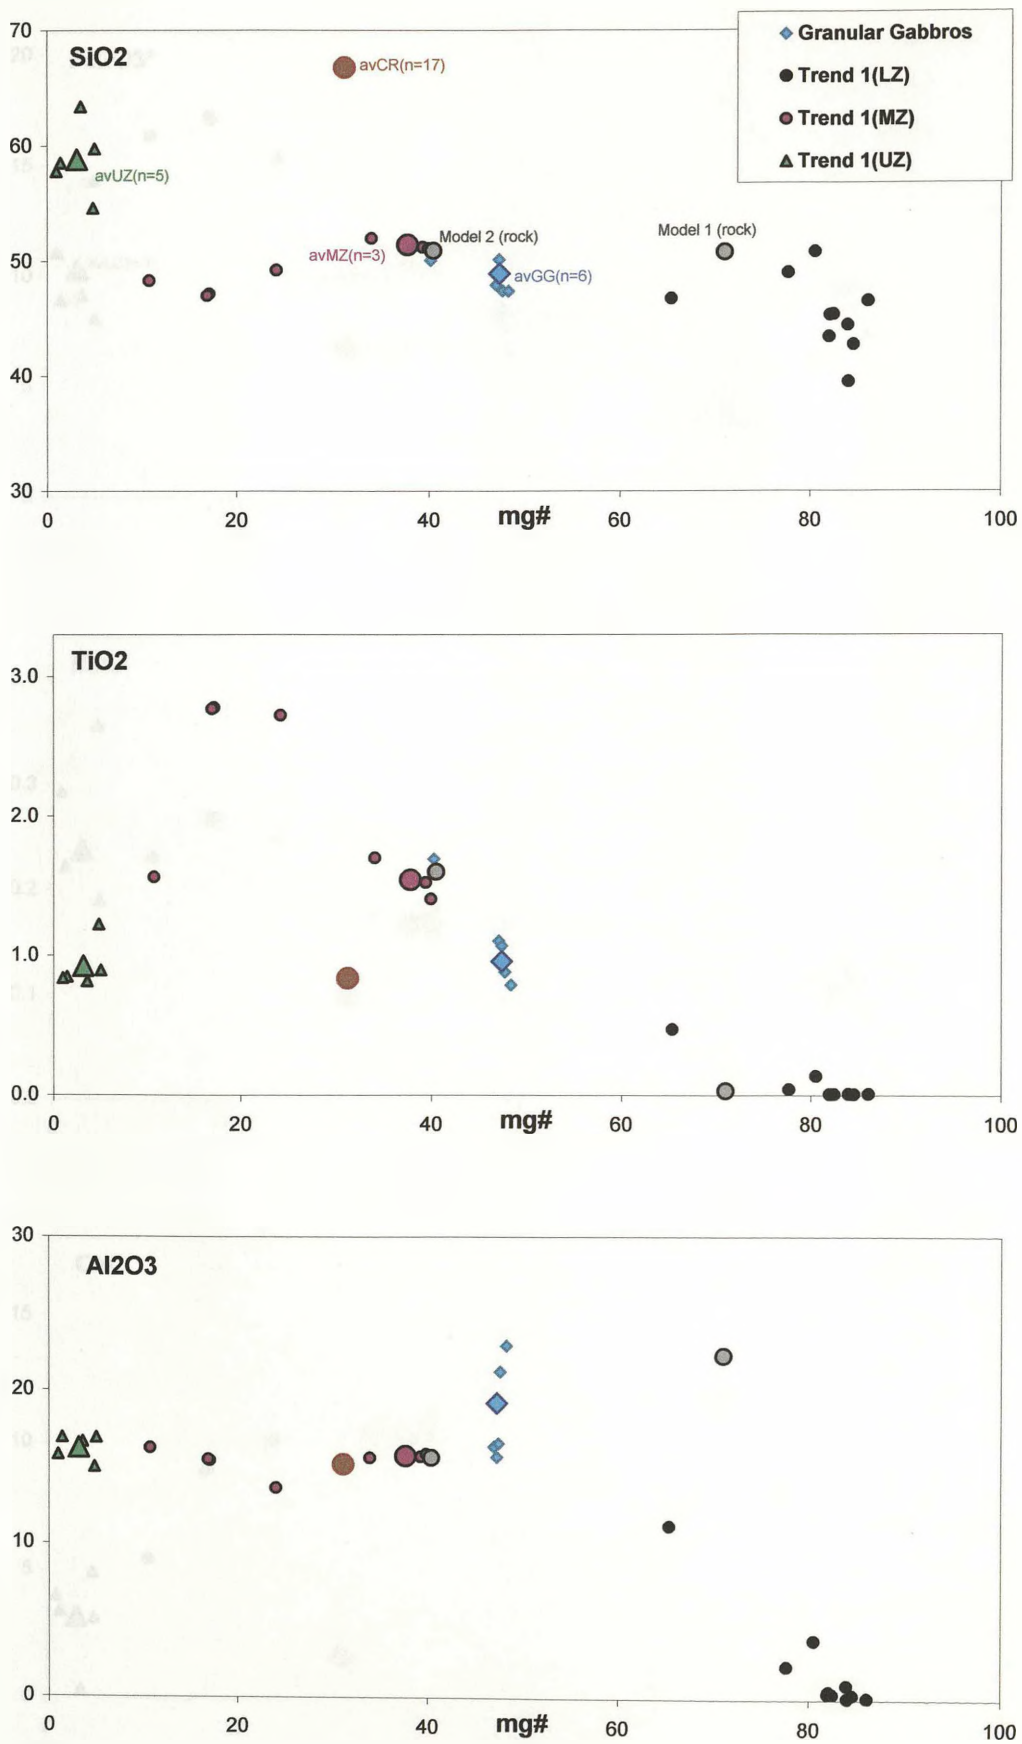 70
SiO2
avCR(n=17)
Granular Gabbros
Trend 1(LZ)
Trend 1(MZ)
Trend 1(UZ)
60
avUZ(n=5)
50
avMZ(n=3)
Model 2 (rock)
avGG(n=6)
Model 1 (rock)
40
30
0 20 40 mg# 60 80 100
TiO2
3.0
2.0
1.0
0.0
0 20 40 mg# 60 80 100
30
Al2O3
20
10
0
0 20 40 mg# 60 80 100